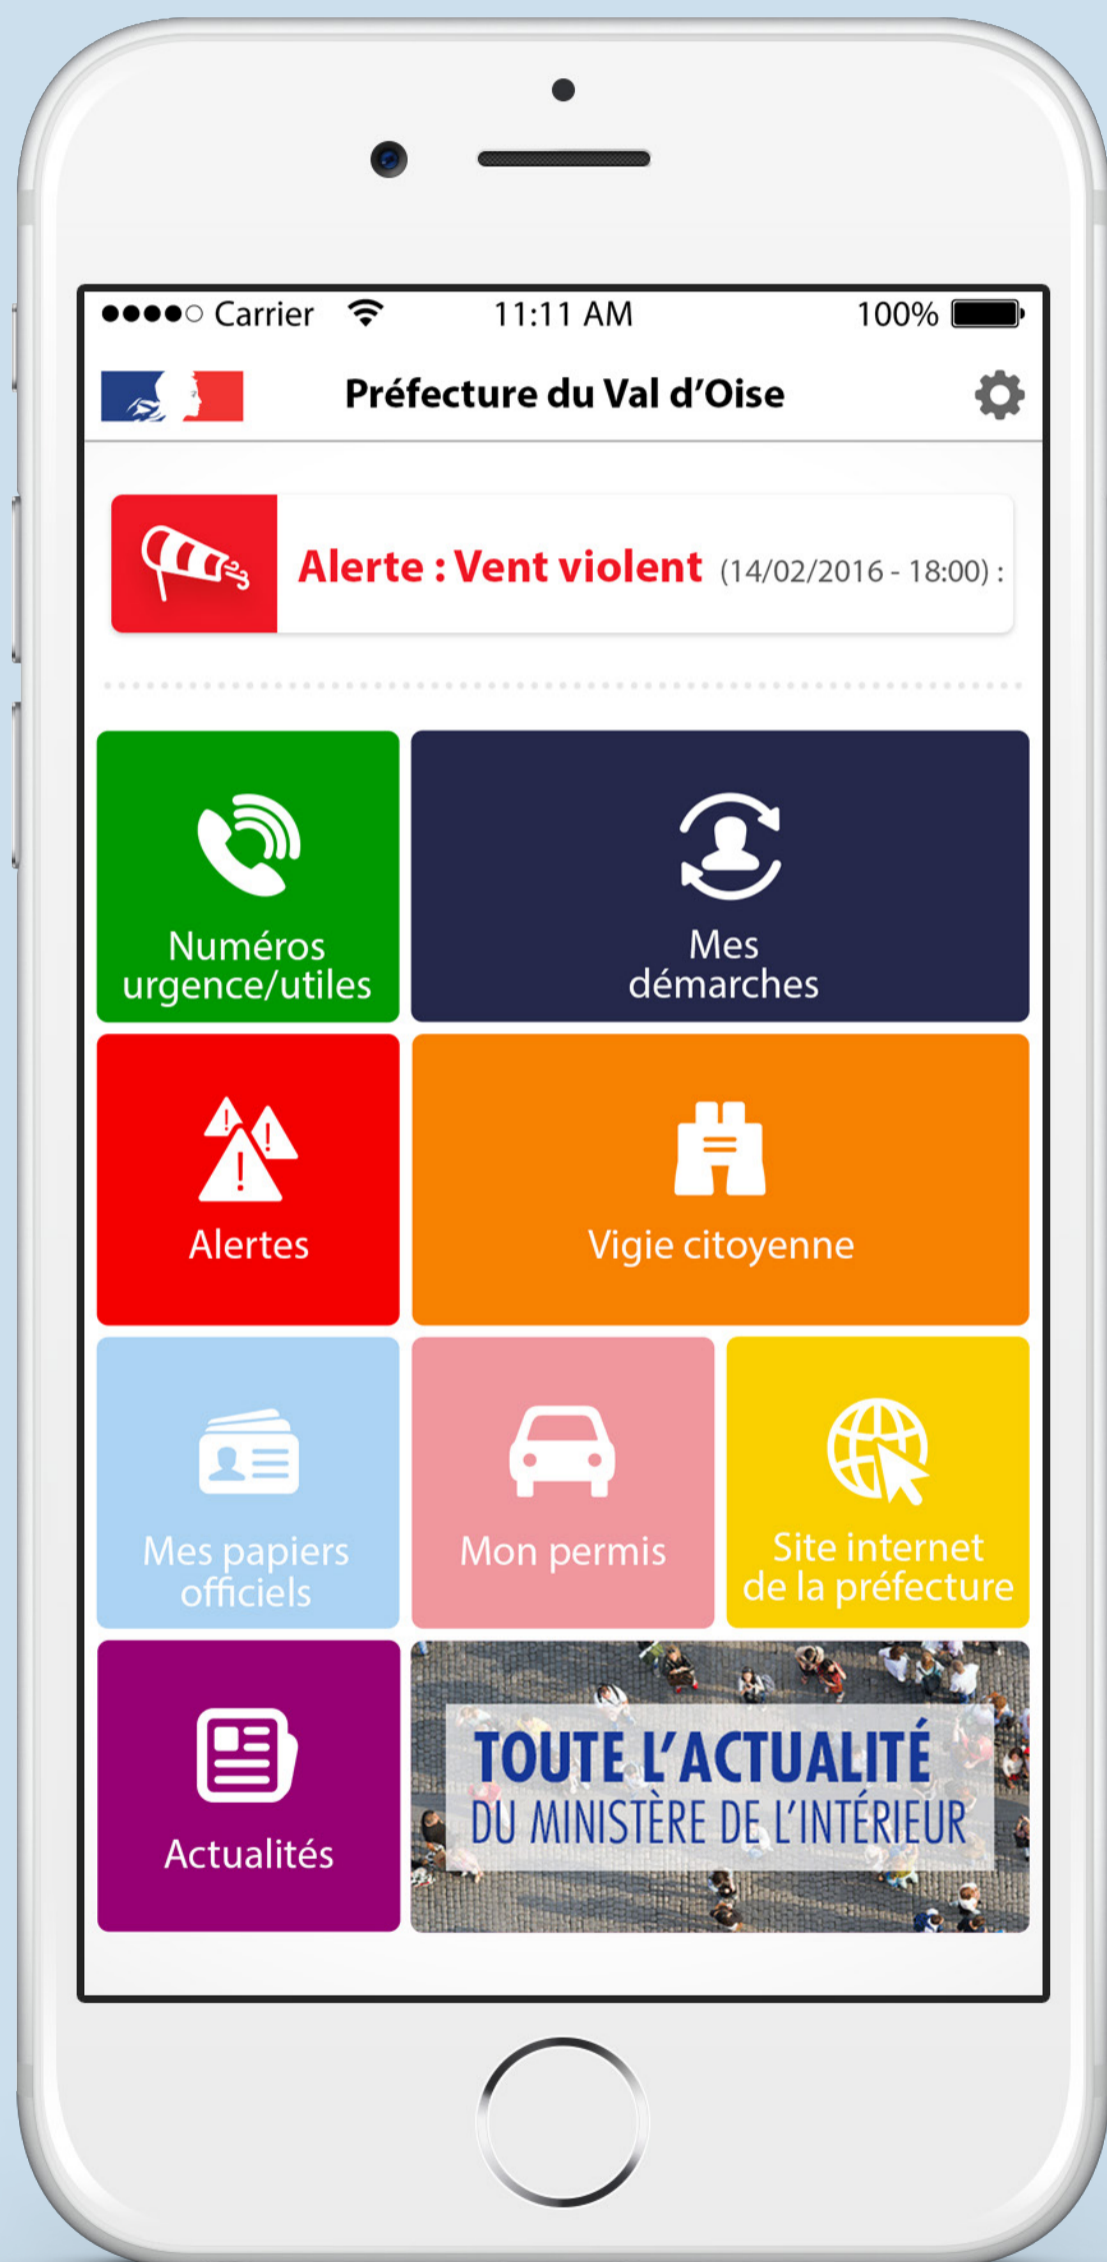 Carrier 11:11 AM 100%
Préfecture du Val d'Oise
Alerte : Vent violent (14/02/2016 - 18:00) :
Numéros
urgence/utiles
Mes
démarches
Alertes
Vigie citoyenne
Mes papiers
officiels
Mon permis
Site internet
de la préfecture
Actualités
TOUTE L'ACTUALITÉ
DU MINISTÈRE DE L'INTÉRIEUR